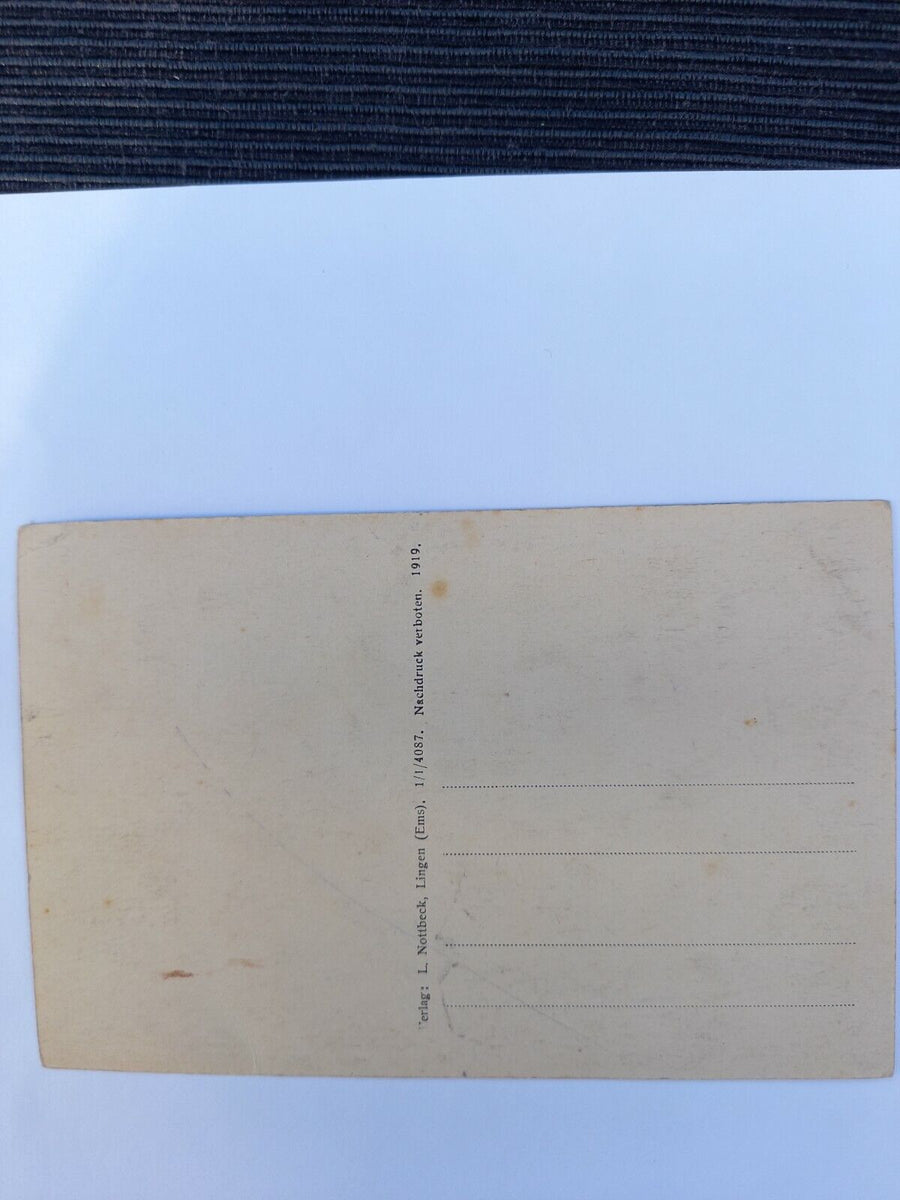 Verlag: L. Nottbeck, Lingen (Ems). 1/1/4087. Nachdruck verboten. 1919.